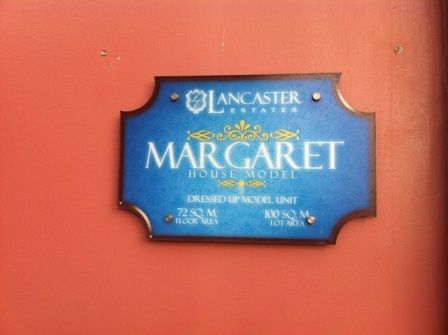 LANCASTER
ESTATES
MARGARET
HOUSE MODEL
DRESSED UP MODEL UNIT
72 SQ. M. 100 SQ. M.
FLOOR AREA LOT AREA